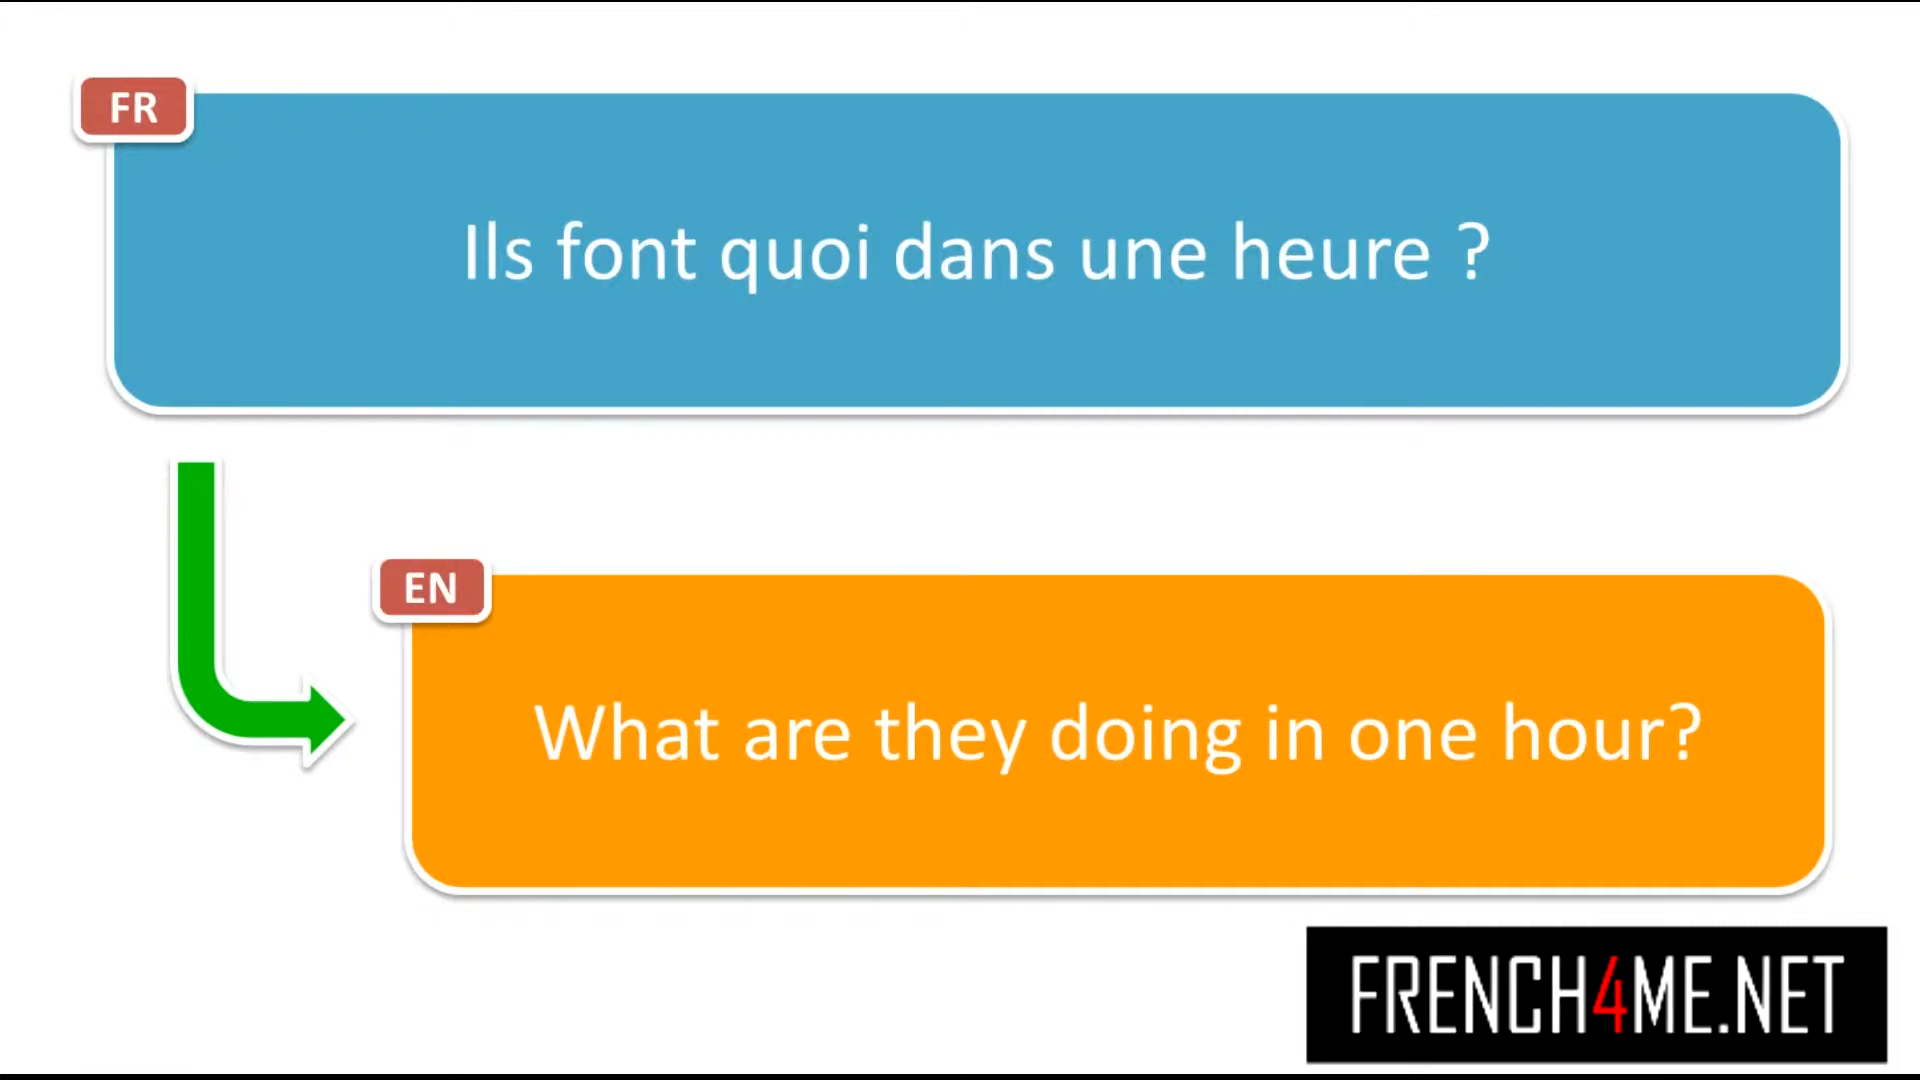 FR
Ils font quoi dans une heure ?
EN
What are they doing in one hour?
FRENCH4ME.NET